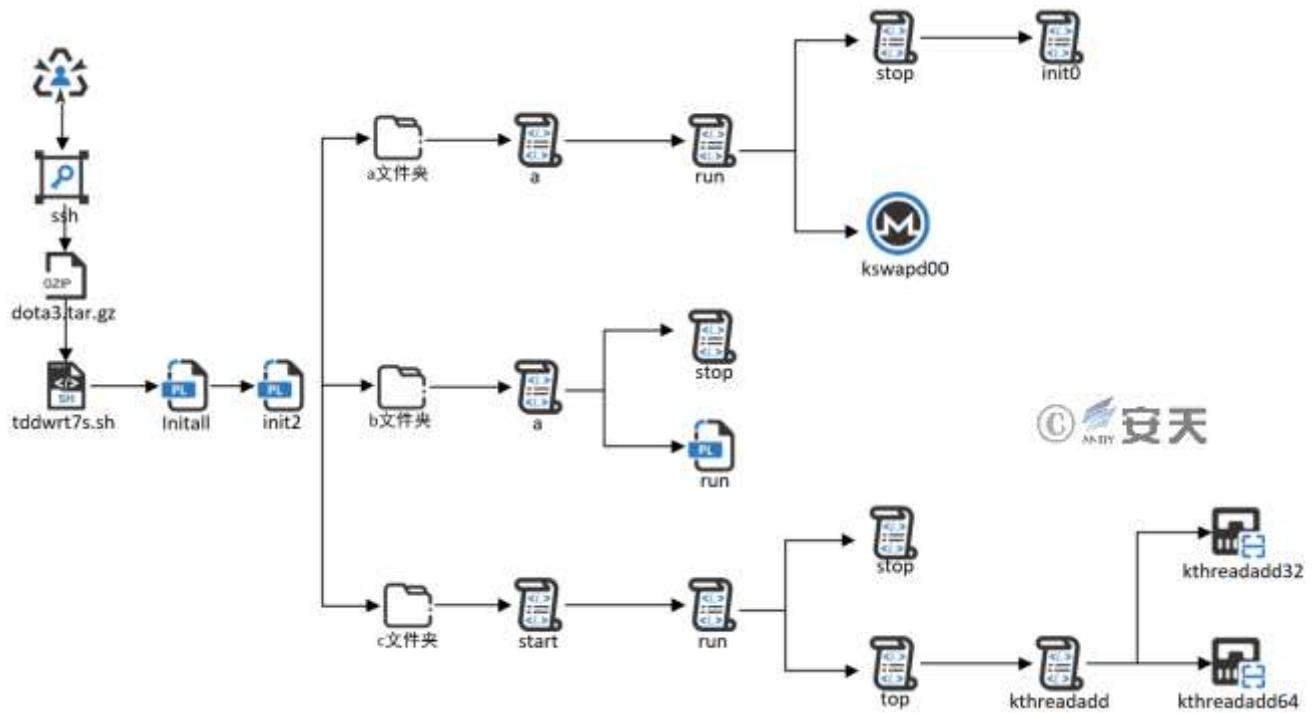 stop
init0
a文件夹
a
run
ssh
kswapd00
GZIP
dota3.tar.gz
stop
</>
SH
PL
PL
tddwrt7s.sh
Initall
init2
b文件夹
a
© ANTIY 安天
PL
run
stop
kthreadadd32
c文件夹
start
run
top
kthreadadd
kthreadadd64